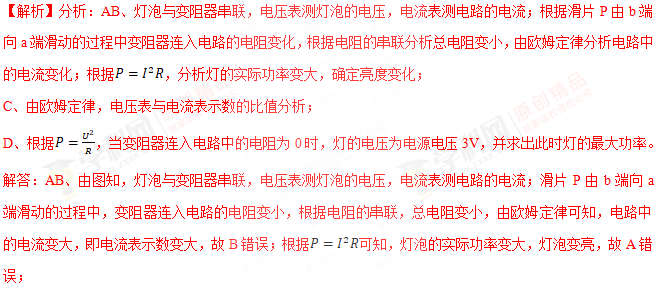 【解析】分析：AB、灯泡与变阻器串联，电压表测灯泡的电压，电流表测电路的电流；根据滑片 P 由 b 端
向 a 端滑动的过程中变阻器连入电路的电阻变化，根据电阻的串联分析总电阻变小，由欧姆定律分析电路中
的电流变化；根据P = I²R，分析灯的实际功率变大，确定亮度变化；
C、由欧姆定律，电压表与电流表示数的比值分析；
D、根据P = U²/R，当变阻器连入电路中的电阻为 0 时，灯的电压为电源电压 3V，并求出此时灯的最大功率。
解答：AB、由图知，灯泡与变阻器串联，电压表测灯泡的电压，电流表测电路的电流；滑片 P 由 b 端向 a
端滑动的过程中，变阻器连入电路的电阻变小，根据电阻的串联，总电阻变小，由欧姆定律可知，电路中
的电流变大，即电流表示数变大，故 B 错误；根据P = I²R可知，灯泡的实际功率变大，灯泡变亮，故 A 错
误；